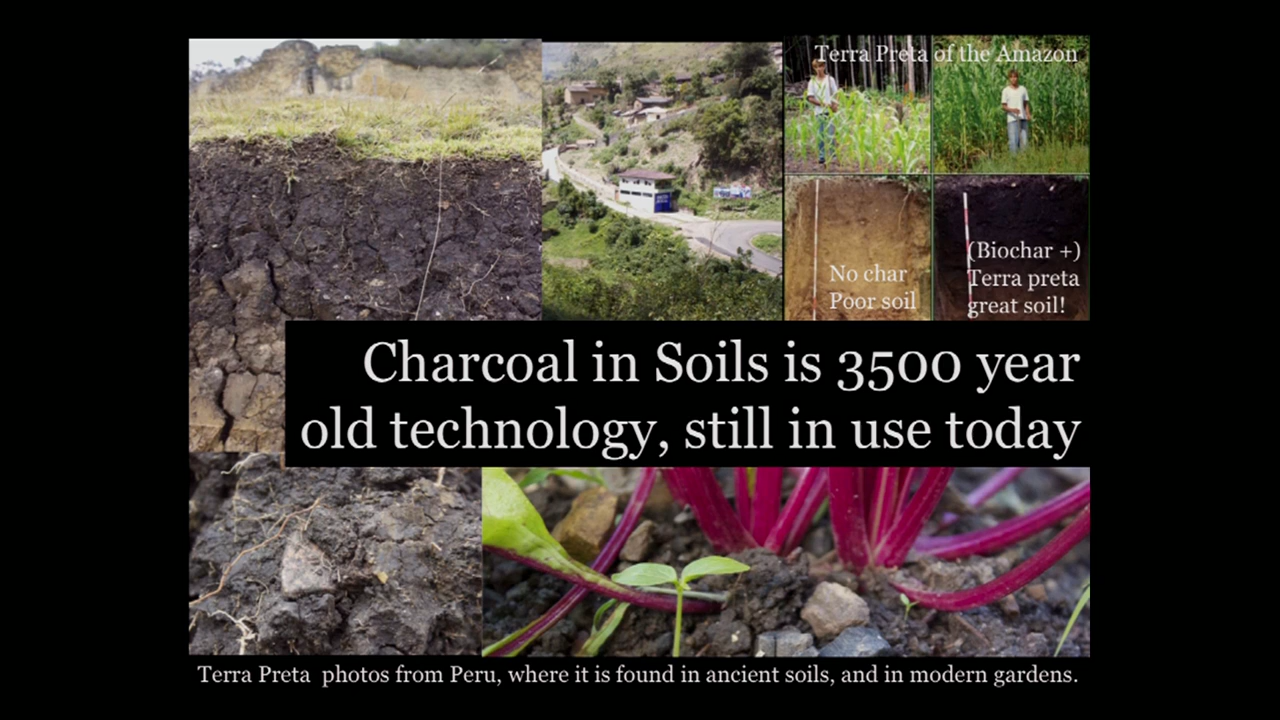 Terra Preta of the Amazon
No char
Poor soil
(Biochar +)
Terra preta
great soil!
Charcoal in Soils is 3500 year
old technology, still in use today
Terra Preta  photos from Peru, where it is found in ancient soils, and in modern gardens.